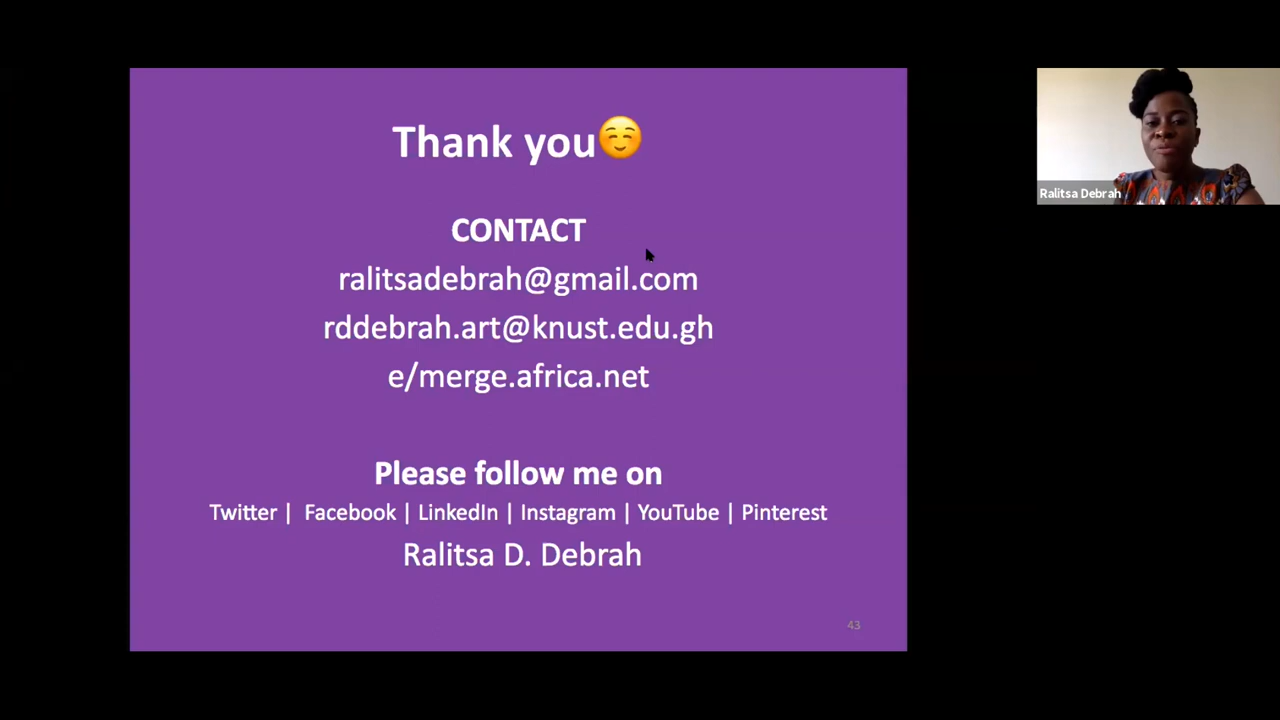 Thank you☺️
CONTACT
ralitsadebrah@gmail.com
rddebrah.art@knust.edu.gh
e/merge.africa.net
Please follow me on
Twitter | Facebook | LinkedIn | Instagram | YouTube | Pinterest
Ralitsa D. Debrah
43
Ralitsa Debrah